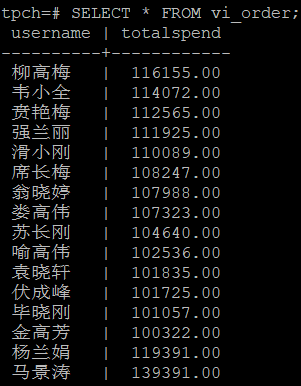 tpch=# SELECT * FROM vi_order;
username | totalspend
----------+------------
柳高梅 | 116155.00
韦小全 | 114072.00
贲艳梅 | 112565.00
强兰丽 | 111925.00
滑小刚 | 110089.00
席长梅 | 108247.00
翁晓婷 | 107988.00
娄高伟 | 107323.00
苏长刚 | 104640.00
喻高伟 | 102536.00
袁晓轩 | 101835.00
伏成峰 | 101725.00
毕晓刚 | 101057.00
金高芳 | 100322.00
杨兰娟 | 119391.00
马景涛 | 139391.00